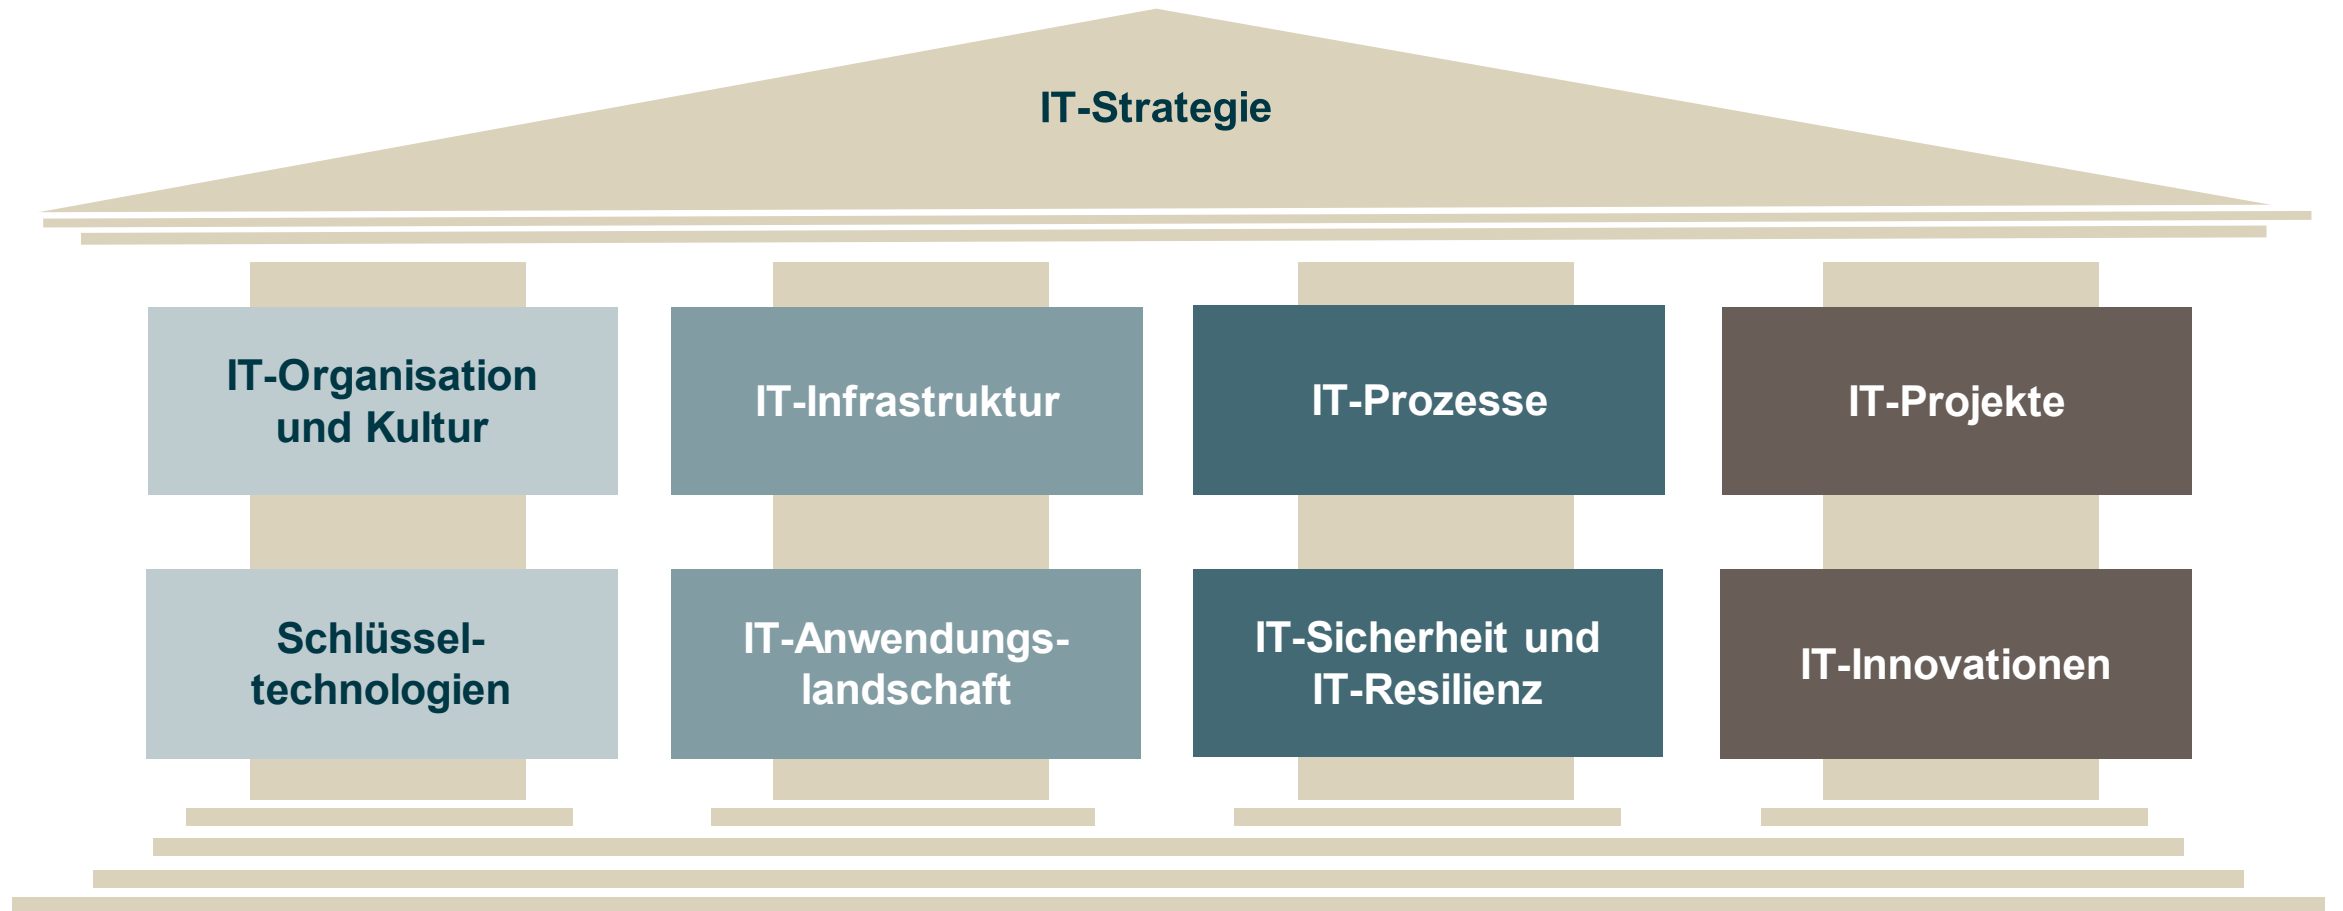 IT-Strategie
IT-Organisation
und Kultur
IT-Infrastruktur
IT-Prozesse
IT-Projekte
Schlüssel-
technologien
IT-Anwendungs-
landschaft
IT-Sicherheit und
IT-Resilienz
IT-Innovationen